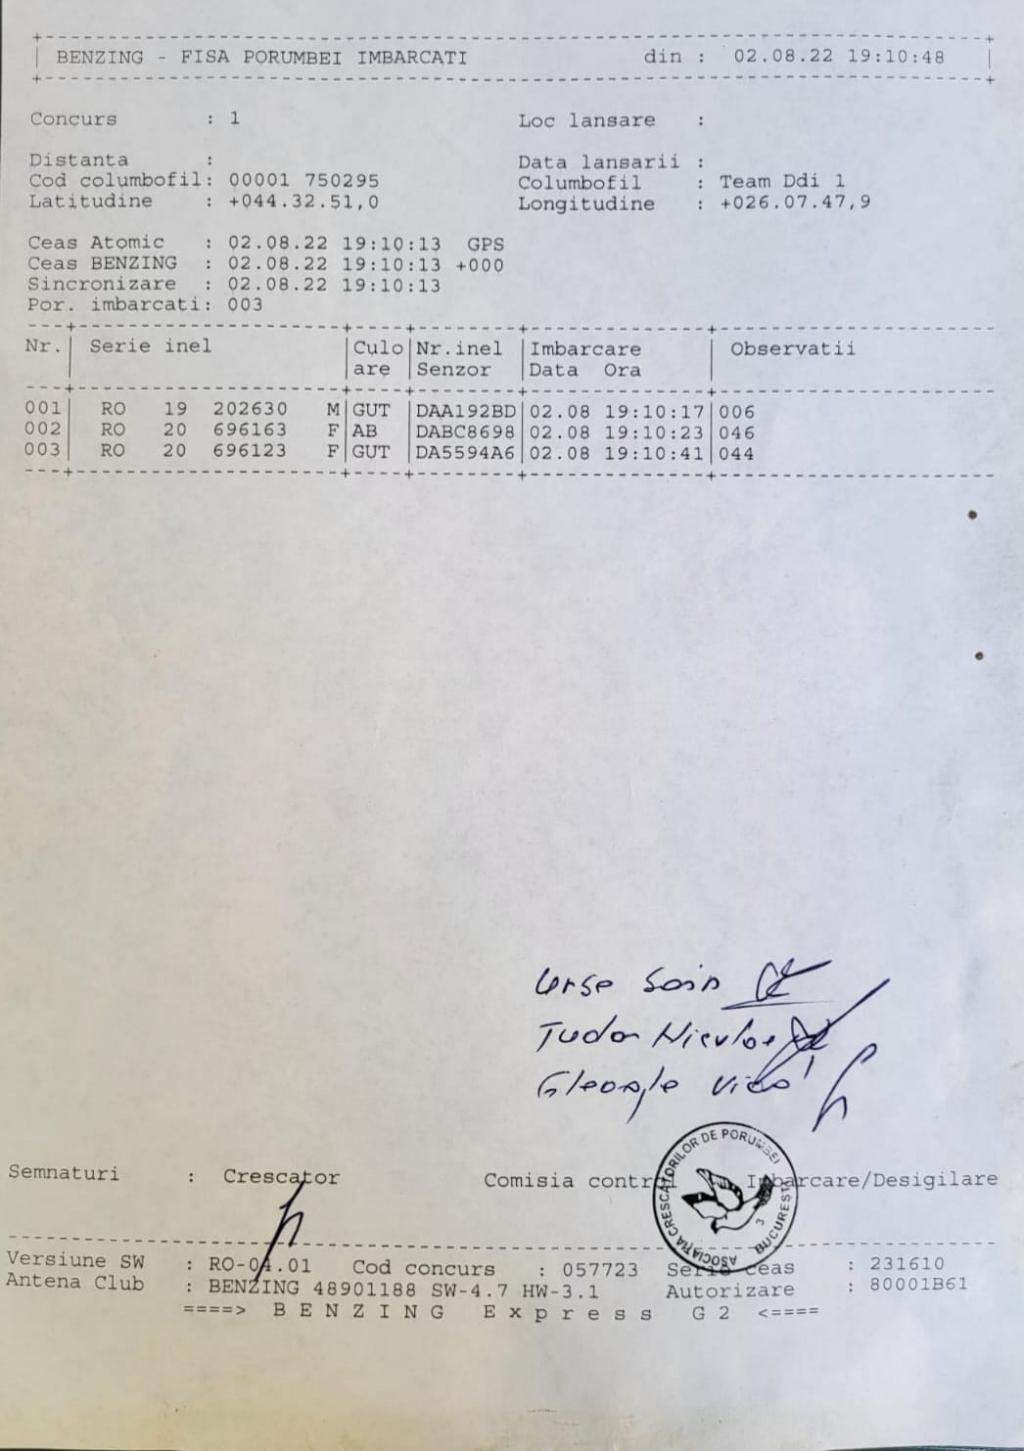 BENZING - FISA PORUMBEI IMBARCATI din : 02.08.22 19:10:48
Concurs : 1 Loc lansare :
Distanta : Data lansarii :
Cod columbofil: 00001 750295 Columbofil : Team Ddi 1
Latitudine : +044.32.51,0 Longitudine : +026.07.47,9
Ceas Atomic : 02.08.22 19:10:13 GPS
Ceas BENZING : 02.08.22 19:10:13 +000
Sincronizare : 02.08.22 19:10:13
Por. imbarcati: 003
Nr. | Serie inel | Culo | Nr.inel | Imbarcare | Observatii
are | Senzor | Data Ora
001 | RO 19 202630 M | GUT | DAA192BD | 02.08 19:10:17 | 006
002 | RO 20 696163 F | AB | DABC8698 | 02.08 19:10:23 | 046
003 | RO 20 696123 F | GUT | DA5594A6 | 02.08 19:10:41 | 044
Tudor
Semnaturi : Crescator Comisia control Imbarcare/Desigilare
ASOCIAȚIA CRESCATORILOR DE PORUMBEI
BUCURESTI
3
Versiune SW : RO-04.01 Cod concurs : 057723 Serie ceas : 231610
Antena Club : BENZING 48901188 SW-4.7 HW-3.1 Autorizare : 80001B61
====> B E N Z I N G E x p r e s s G 2 <====